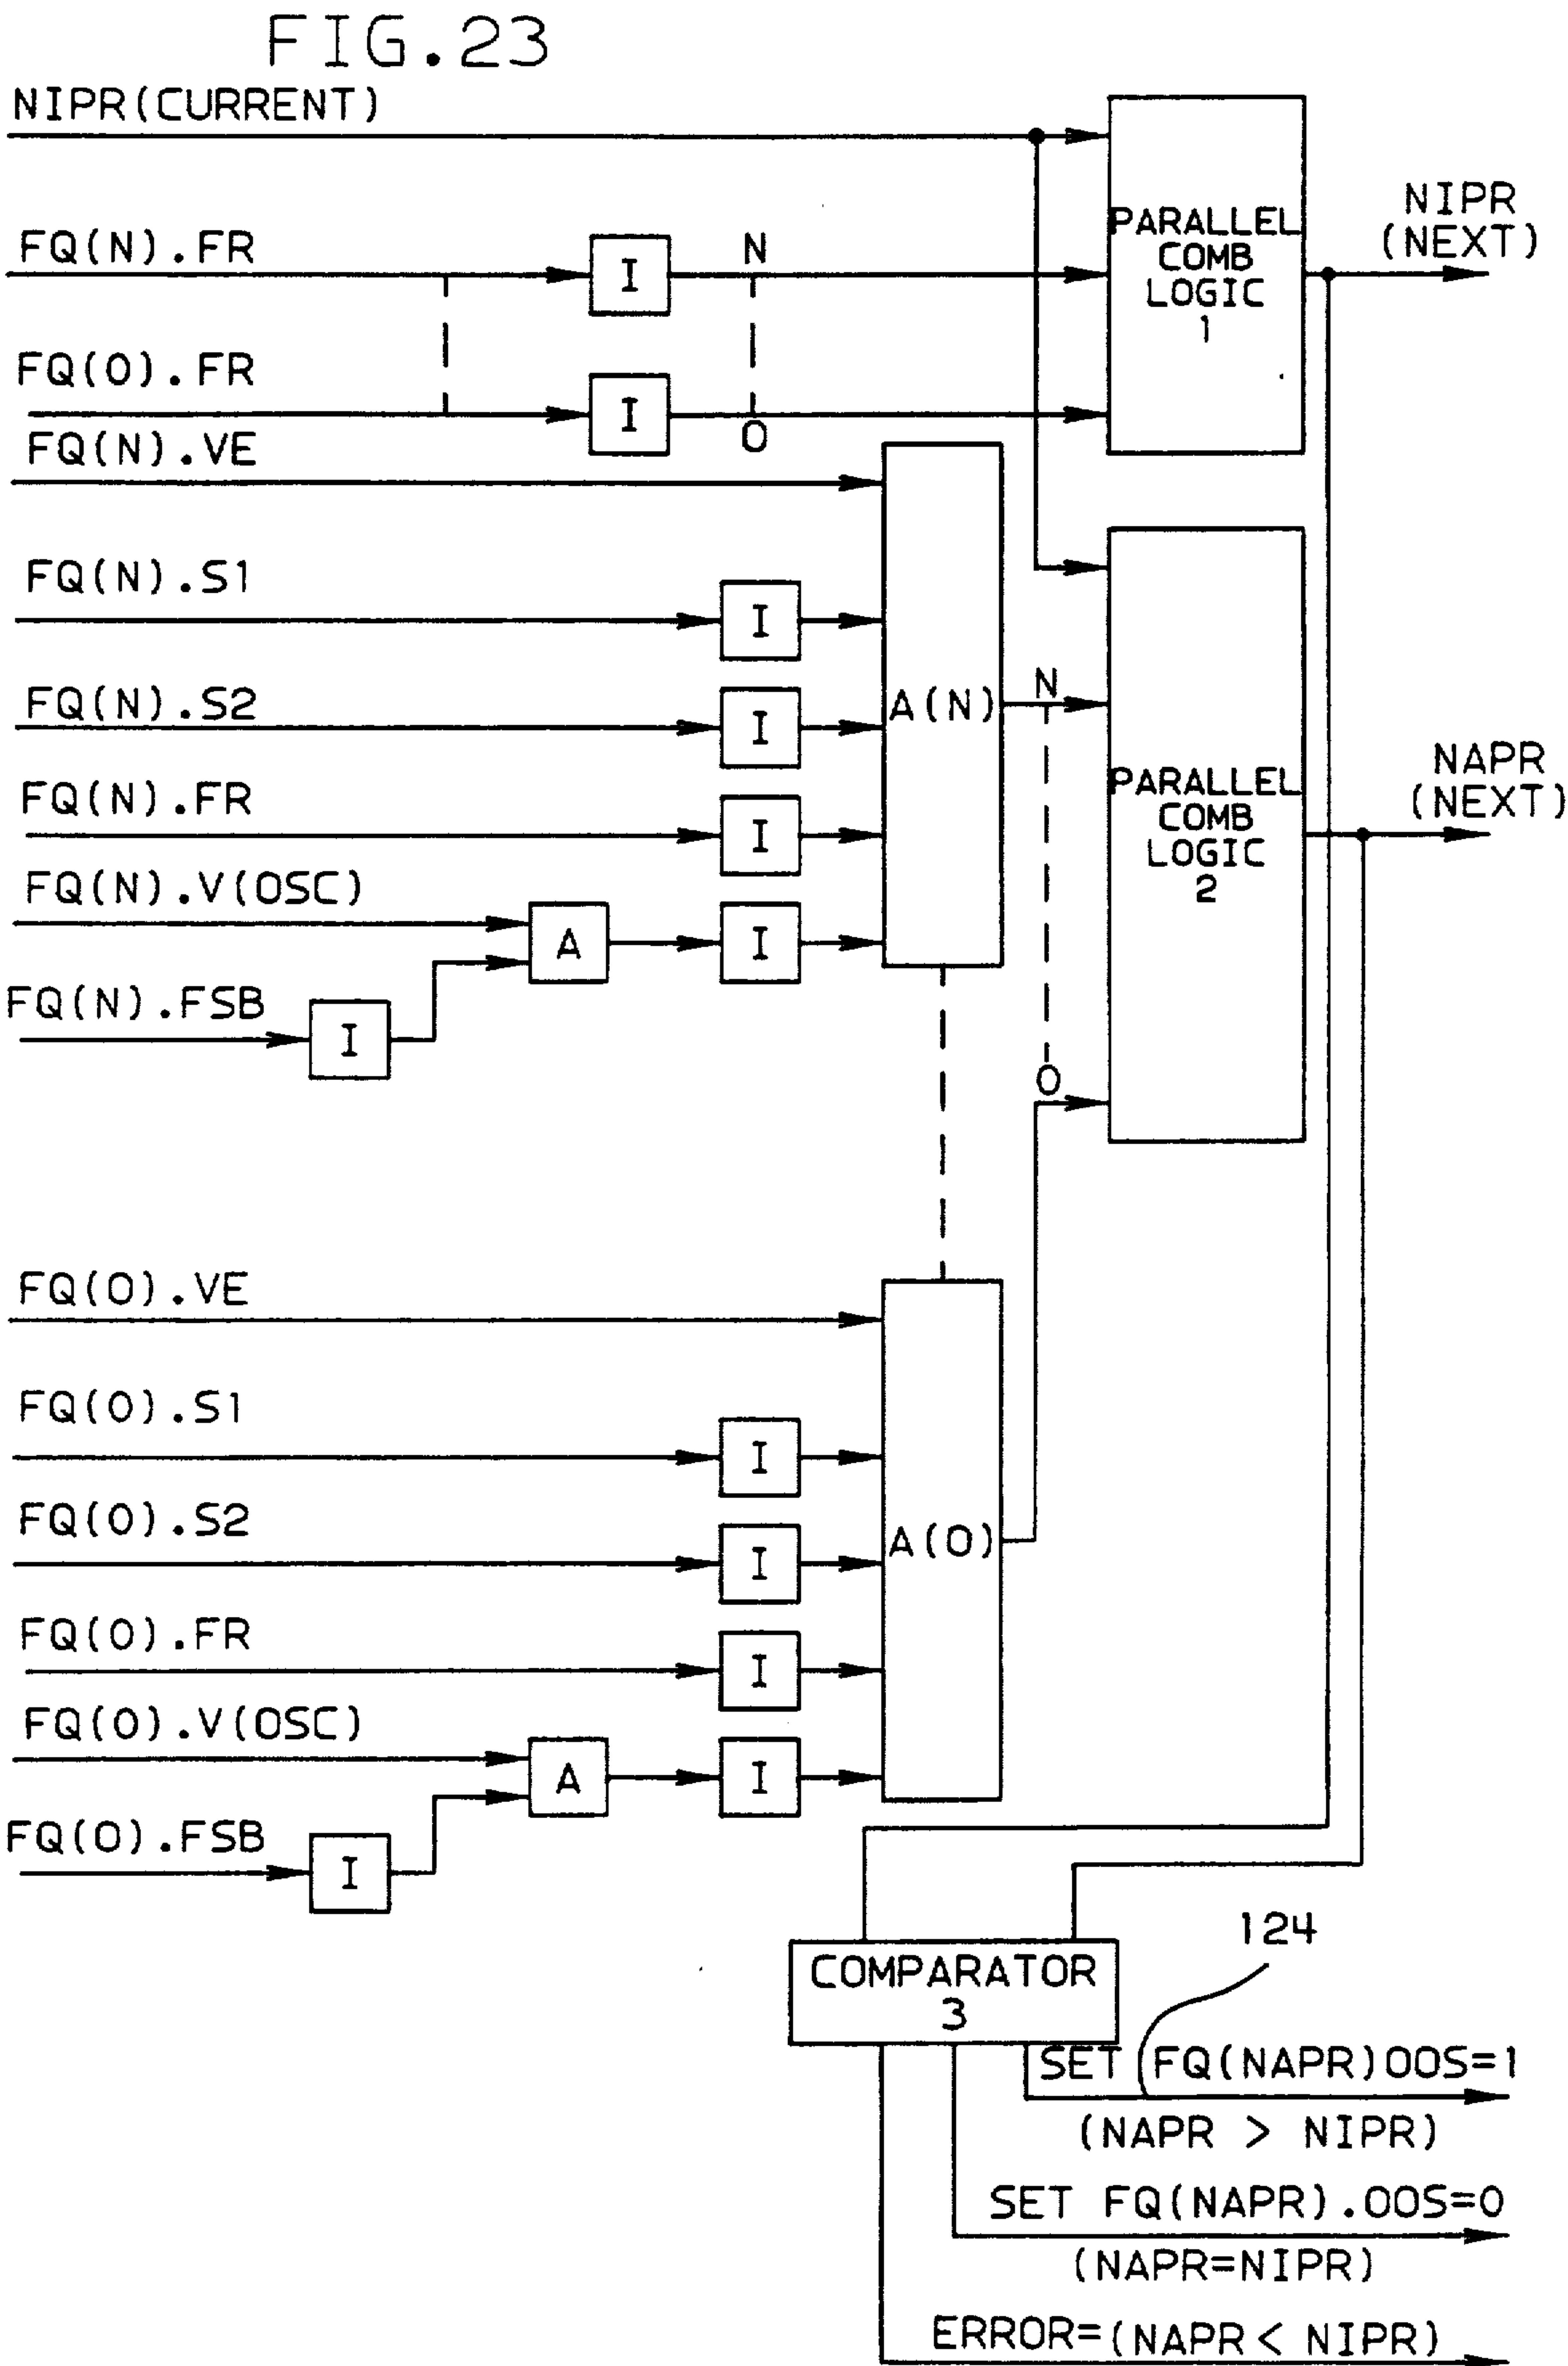 FIG.23
NIPR(CURRENT)
NIPR
(NEXT)
PARALLEL
COMB
LOGIC
1
FQ(N).FR
I
N
FQ(O).FR
I
O
FQ(N).VE
FQ(N).S1
I
FQ(N).S2
I
A(N)
N
NAPR
(NEXT)
PARALLEL
COMB
LOGIC
2
FQ(N).FR
I
FQ(N).V(OSC)
A
I
FQ(N).FSB
I
O
FQ(O).VE
FQ(O).S1
I
FQ(O).S2
I
A(O)
FQ(O).FR
I
FQ(O).V(OSC)
A
I
FQ(O).FSB
I
124
COMPARATOR
3
SET FQ(NAPR)OOS=1
(NAPR > NIPR)
SET FQ(NAPR).OOS=0
(NAPR=NIPR)
ERROR=(NAPR < NIPR)